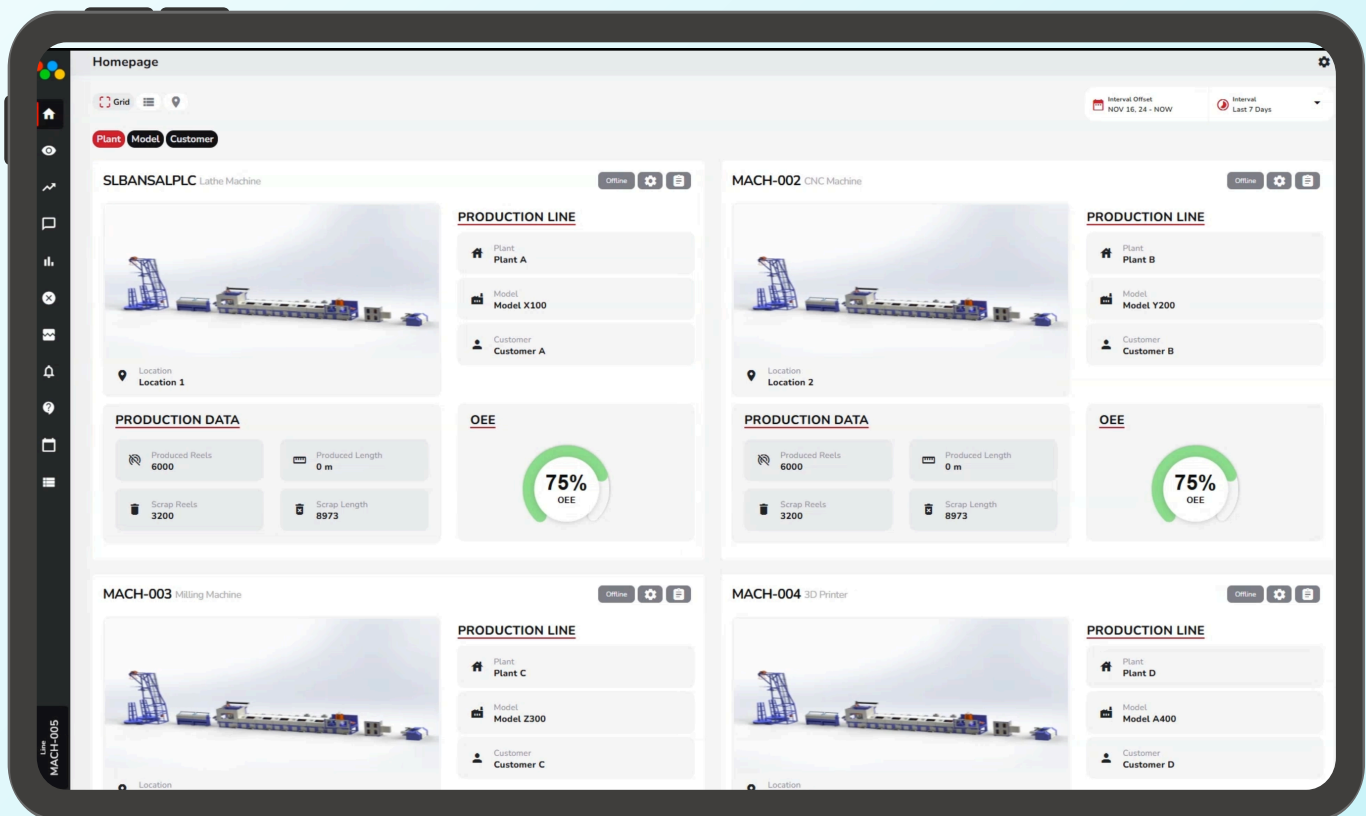 Homepage
Grid
Interval Offset
NOV 16, 24 - NOW
Interval
Last 7 Days
Plant Model Customer
SLBANSALPLC Lathe Machine
Offline
PRODUCTION LINE
Plant
Plant A
Model
Model X100
Customer
Customer A
Location
Location 1
PRODUCTION DATA
Produced Reels
6000
Produced Length
0 m
Scrap Reels
3200
Scrap Length
8973
OEE
75%
OEE
MACH-002 CNC Machine
Offline
PRODUCTION LINE
Plant
Plant B
Model
Model Y200
Customer
Customer B
Location
Location 2
PRODUCTION DATA
Produced Reels
6000
Produced Length
0 m
Scrap Reels
3200
Scrap Length
8973
OEE
75%
OEE
MACH-003 Milling Machine
Offline
PRODUCTION LINE
Plant
Plant C
Model
Model Z300
Customer
Customer C
Location
MACH-004 3D Printer
Offline
PRODUCTION LINE
Plant
Plant D
Model
Model A400
Customer
Customer D
Location
Line
MACH-005